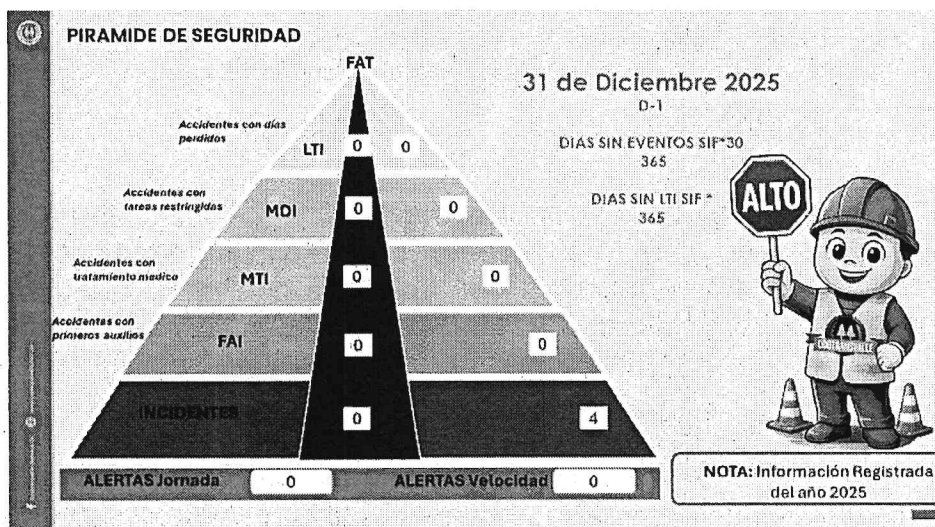 PIRAMIDE DE SEGURIDAD
FAT
31 de Diciembre 2025
D-1
DIAS SIN EVENTOS SIF*30
365
DIAS SIN LTI SIF *
365
ALTO
Accidentes con días
perdidos
LTI
0
0
Accidentes con
tareas restringidas
MDI
0
0
Accidentes con
tratamiento medico
MTI
0
0
Accidentes con
primeros auxilios
FAI
0
0
INCIDENTES
0
4
ALERTAS Jornada
0
ALERTAS Velocidad
0
NOTA: Información Registrada
del año 2025